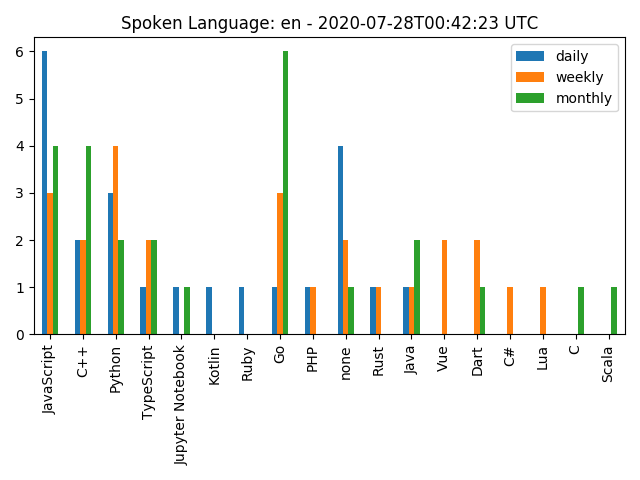 Spoken Language: en - 2020-07-28T00:42:23 UTC
daily
weekly
monthly
6
5
4
3
2
1
0
JavaScript
C++
Python
TypeScript
Jupyter Notebook
Kotlin
Ruby
Go
PHP
none
Rust
Java
Vue
Dart
C#
Lua
C
Scala